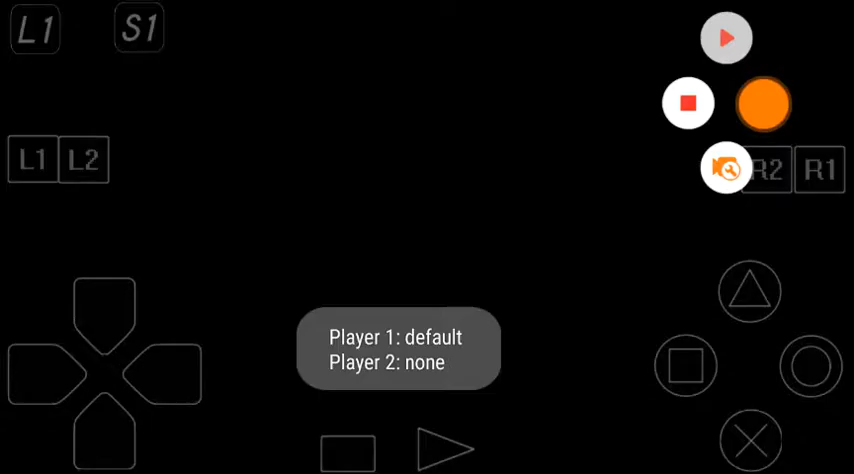 L1
S1
L1
L2
R2
R1
Player 1: default
Player 2: none